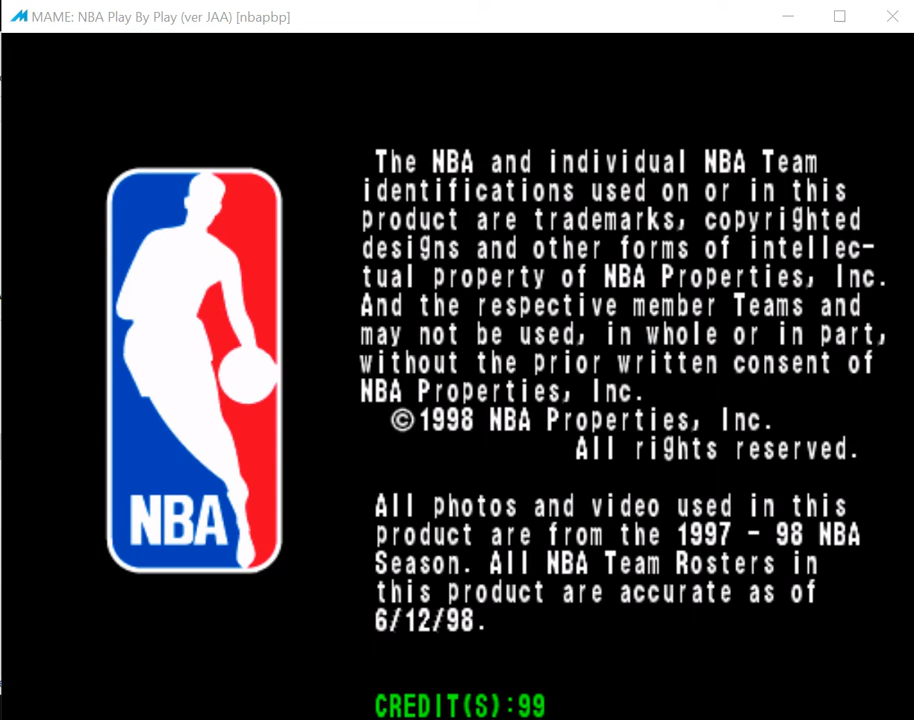 MAME: NBA Play By Play (ver JAA) [nbapbp]
The NBA and individual NBA Team
identifications used on or in this
product are trademarks, copyrighted
designs and other forms of intellec-
tual property of NBA Properties, Inc.
And the respective member Teams and
may not be used, in whole or in part,
without the prior written consent of
NBA Properties, Inc.
©1998 NBA Properties, Inc.
All rights reserved.
NBA
All photos and video used in this
product are from the 1997 - 98 NBA
Season. All NBA Team Rosters in
this product are accurate as of
6/12/98.
CREDIT(S):99